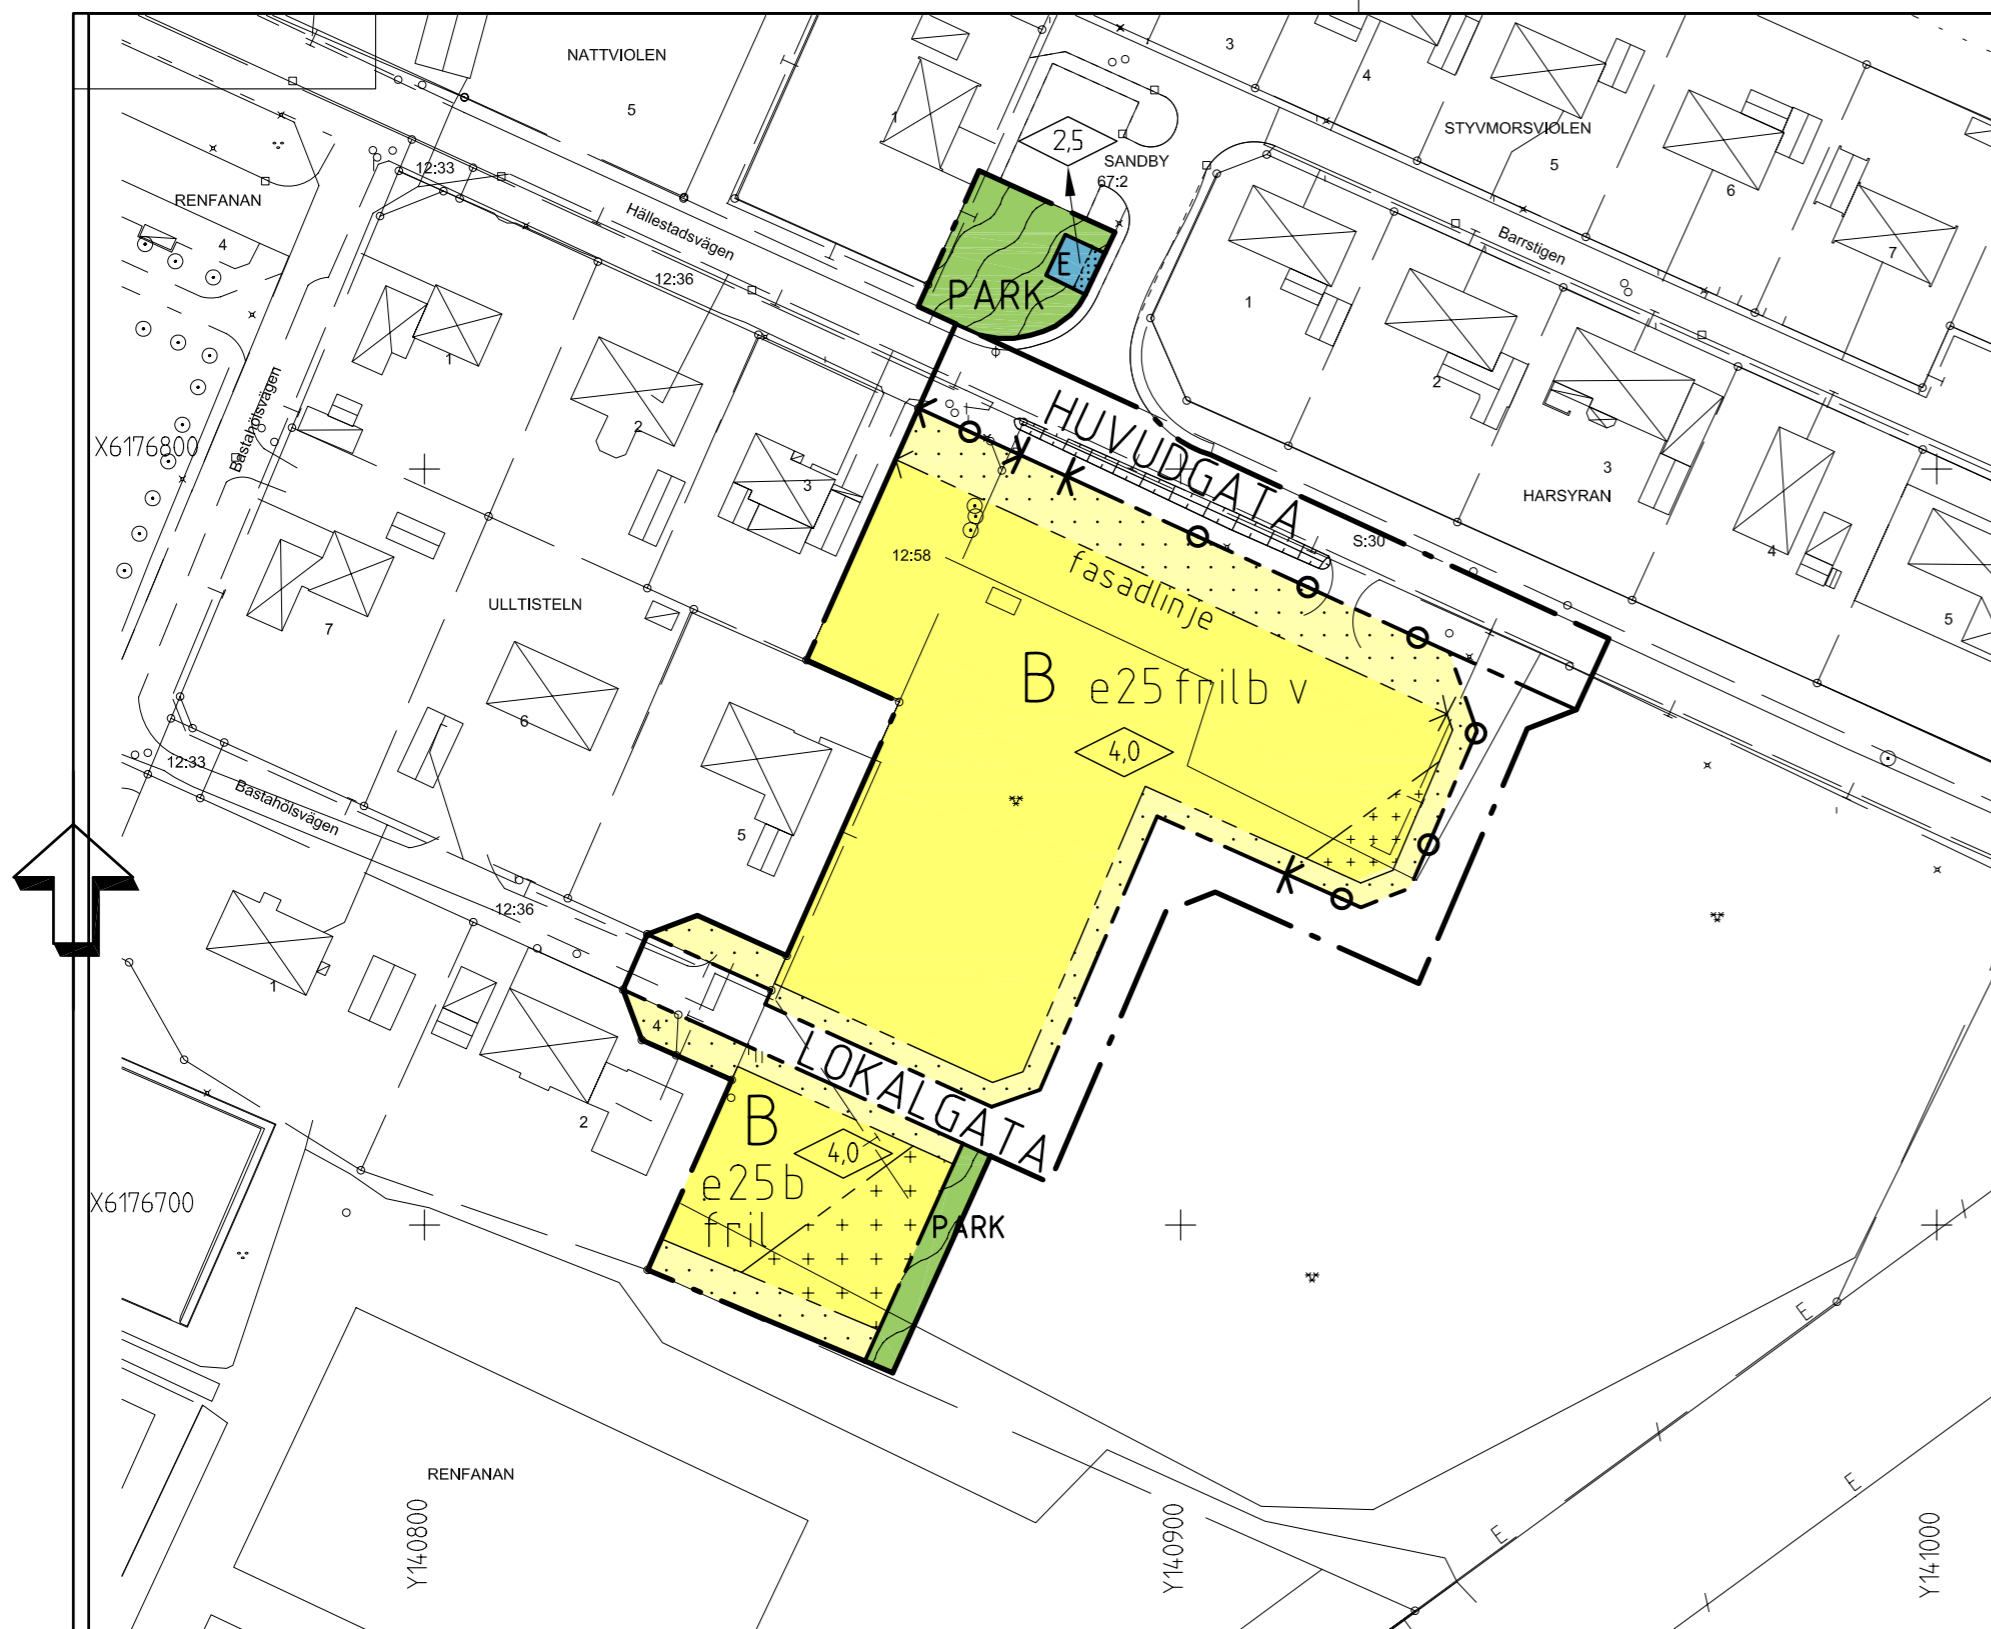 NATTVIOLEN
5
1
3
4
STYVMORSVIOLEN
5
6
7
2,5
SANDBY
67:2
12:33
RENFANAN
4
Hällestadsvägen
12:36
E
PARK
Barrstigen
1
2
3
HARSYRAN
4
5
1
2
3
Bastahölsvägen
X6176800
HUVUDGATA
S:30
12:58
fasadlinje
ULLTISTELN
7
6
5
B e25 frilb v
4,0
12:33
Bastahölsvägen
12:36
1
4
2
LOKALGATA
B
4,0
e25 b
fril
PARK
X6176700
RENFANAN
Y140800
Y140900
Y141000
E
E
E